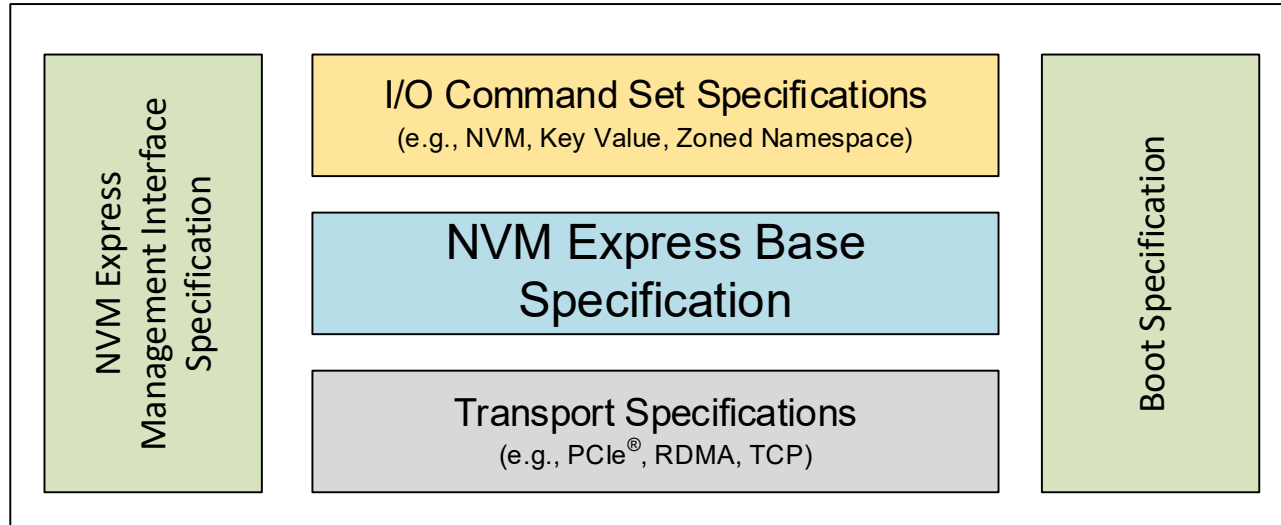 NVM Express
Management Interface
Specification
I/O Command Set Specifications
(e.g., NVM, Key Value, Zoned Namespace)
NVM Express Base
Specification
Transport Specifications
(e.g., PCIe®, RDMA, TCP)
Boot Specification